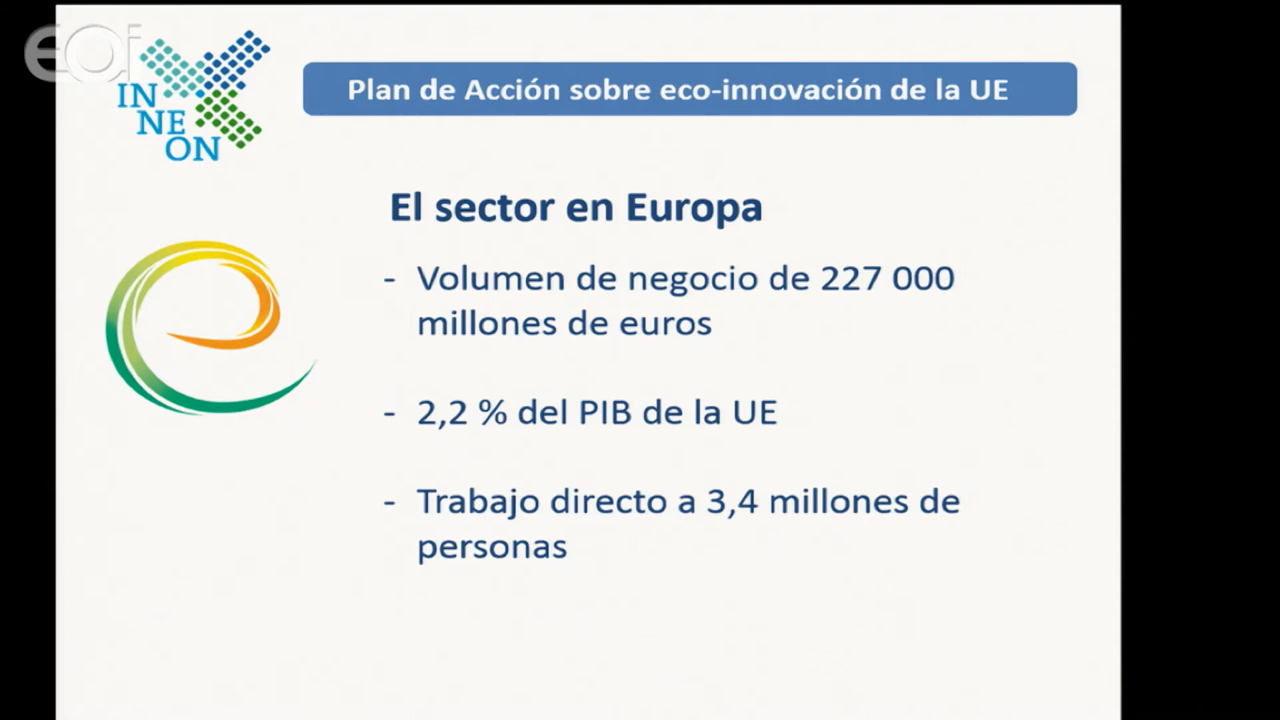 eoi
IN
NE
ON
Plan de Acción sobre eco-innovación de la UE
El sector en Europa
- Volumen de negocio de 227 000
millones de euros
- 2,2 % del PIB de la UE
- Trabajo directo a 3,4 millones de
personas